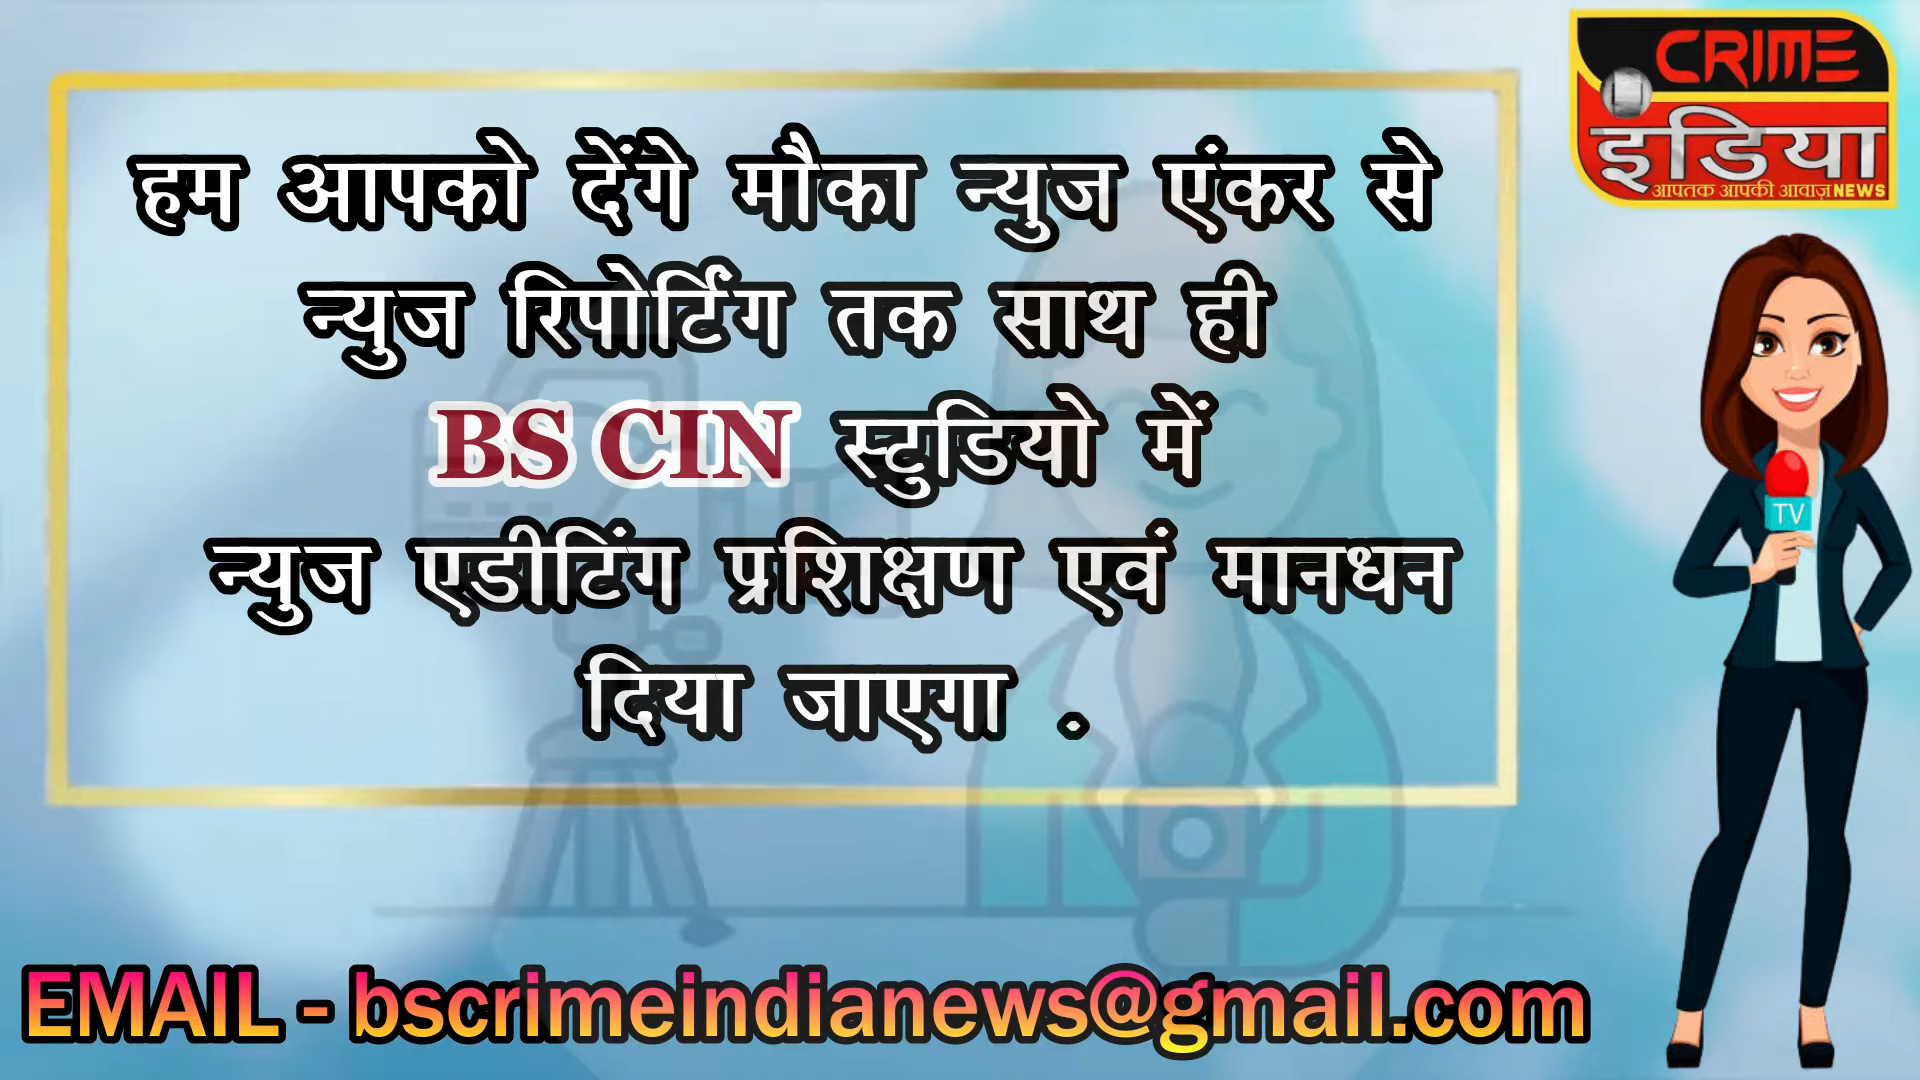 CRIME
इंडिया
आपतक आपकी आवाज़ NEWS
हम आपको देंगे मौका न्युज एंकर से
न्युज रिपोर्टिंग तक साथ ही
BS CIN स्टुडियो में
न्युज एडीटिंग प्रशिक्षण एवं मानधन
दिया जाएगा .
TV
EMAIL - bscrimeindianews@gmail.com